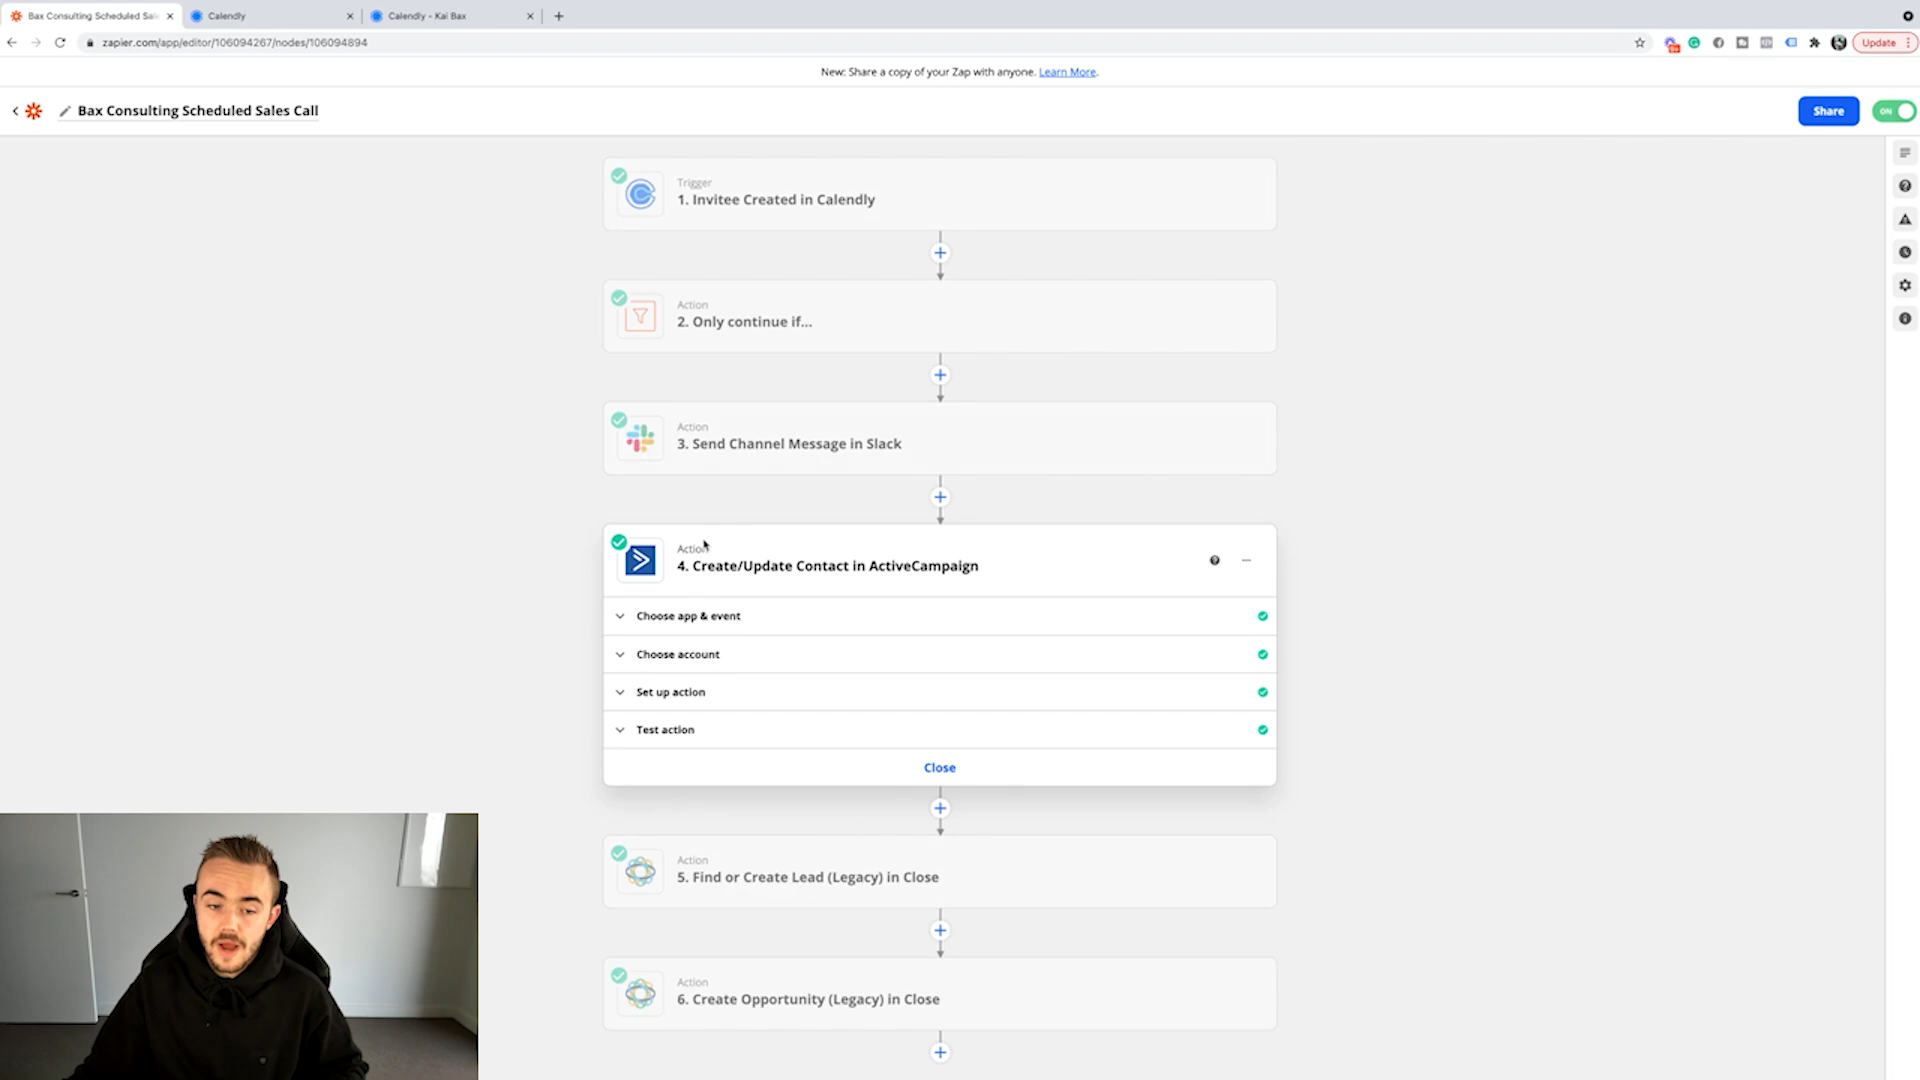 Bax Consulting Scheduled Sal
Calendly
Calendly - Kai Bax
zapier.com/app/editor/106094267/nodes/106094894
Update
New: Share a copy of your Zap with anyone. Learn More.
Bax Consulting Scheduled Sales Call
Share
ON
Trigger
1. Invitee Created in Calendly
Action
2. Only continue if...
Action
3. Send Channel Message in Slack
Action
4. Create/Update Contact in ActiveCampaign
Choose app & event
Choose account
Set up action
Test action
Close
Action
5. Find or Create Lead (Legacy) in Close
Action
6. Create Opportunity (Legacy) in Close